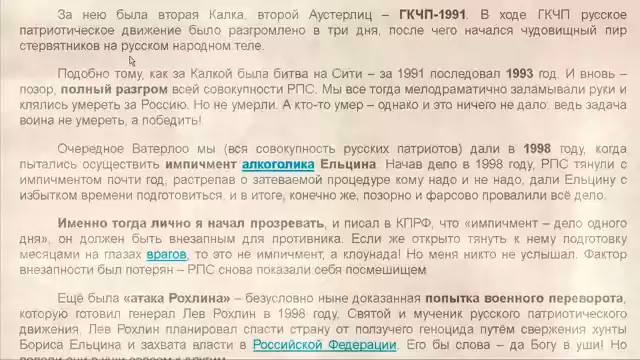 За нею была вторая Калка, второй Аустерлиц – ГКЧП-1991. В ходе ГКЧП русское
патриотическое движение было разгромлено в три дня, после чего начался чудовищный пир
стервятников на русском народном теле.
Подобно тому, как за Калкой была битва на Сити – за 1991 последовал 1993 год. И вновь –
позор, полный разгром всей совокупности РПС. Мы все тогда мелодраматично заламывали руки и
клялись умереть за Россию. Но не умерли. А кто-то умер – однако и это ничего не дало: ведь задача
воина не умереть, а победить!
Очередное Ватерлоо мы (вся совокупность русских патриотов) дали в 1998 году, когда
пытались осуществить импичмент алкоголика Ельцина. Начав дело в 1998 году, РПС тянули с
импичментом почти год, растрепав о затеваемой процедуре кому надо и не надо, дали Ельцину с
избытком времени подготовиться, и в итоге, конечно же, позорно и фарсово провалили всё дело.
Именно тогда лично я начал прозревать, и писал в КПРФ, что «импичмент – дело одного
дня», он должен быть внезапным для противника. Если же открыто тянуть к нему подготовку
месяцами на глазах врагов, то это не импичмент, а клоунада! Но меня никто не услышал. Фактор
внезапности был потерян – РПС снова показали себя посмешищем
Ещё была «атака Рохлина» – безусловно ныне доказанная попытка военного переворота,
которую готовил генерал Лев Рохлин в 1998 году. Святой и мученик русского патриотического
движения, Лев Рохлин планировал спасти страну от ползучего геноцида путём свержения хунты
Бориса Ельцина и захвата власти в Российской Федерации. Его бы слова – да Богу в уши! Но